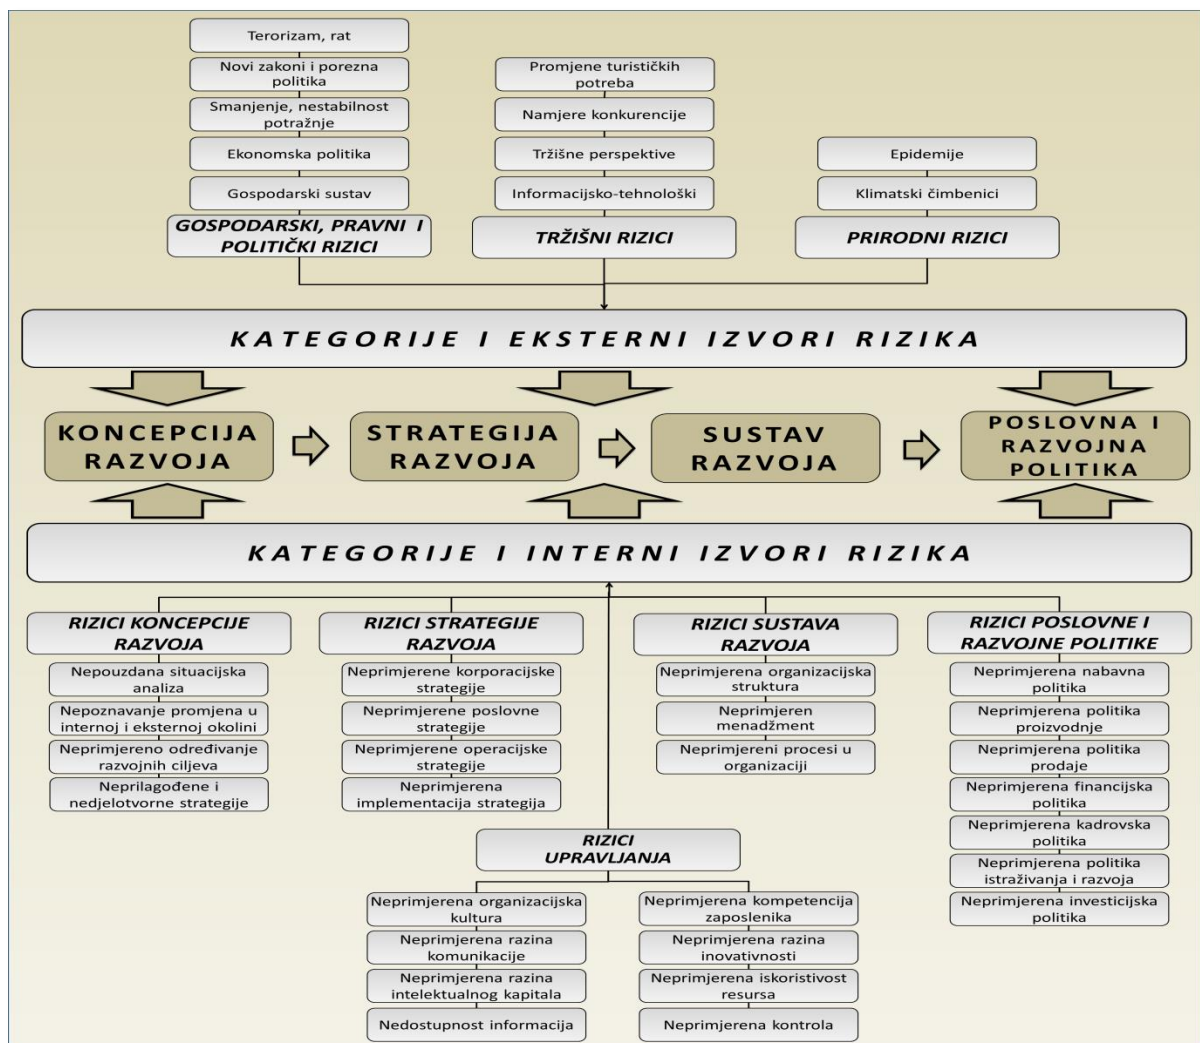 Terorizam, rat
Novi zakoni i porezna
politika
Smanjenje, nestabilnost
potražnje
Ekonomska politika
Gospodarski sustav
GOSPODARSKI, PRAVNI I
POLITIČKI RIZICI
Promjene turističkih
potreba
Namjere konkurencije
Tržišne perspektive
Informacijsko-tehnološki
TRŽIŠNI RIZICI
Epidemije
Klimatski čimbenici
PRIRODNI RIZICI
KATEGORIJE I EKSTERNI IZVORI RIZIKA
KONCEPCIJA
RAZVOJA
STRATEGIJA
RAZVOJA
SUSTAV
RAZVOJA
POSLOVNA I
RAZVOJNA
POLITIKA
KATEGORIJE I INTERNI IZVORI RIZIKA
RIZICI KONCEPCIJE
RAZVOJA
Nepouzdana situacijska
analiza
Nepoznavanje promjena u
internoj i eksternoj okolini
Neprimjereno određivanje
razvojnih ciljeva
Neprilagođene i
nedjelotvorne strategije
RIZICI STRATEGIJE
RAZVOJA
Neprimjerene korporacijske
strategije
Neprimjerene poslovne
strategije
Neprimjerene operacijske
strategije
Neprimjerena
implementacija strategija
RIZICI SUSTAVA
RAZVOJA
Neprimjerena organizacijska
struktura
Neprimjeren
menadžment
Neprimjereni procesi u
organizaciji
RIZICI POSLOVNE I
RAZVOJNE POLITIKE
Neprimjerena nabavna
politika
Neprimjerena politika
proizvodnje
Neprimjerena politika
prodaje
Neprimjerena financijska
politika
Neprimjerena kadrovska
politika
Neprimjerena politika
istraživanja i razvoja
Neprimjerena investicijska
politika
RIZICI
UPRAVLJANJA
Neprimjerena organizacijska
kultura
Neprimjerena razina
komunikacije
Neprimjerena razina
intelektualnog kapitala
Nedostupnost informacija
Neprimjerena kompetencija
zaposlenika
Neprimjerena razina
inovativnosti
Neprimjerena iskoristivost
resursa
Neprimjerena kontrola